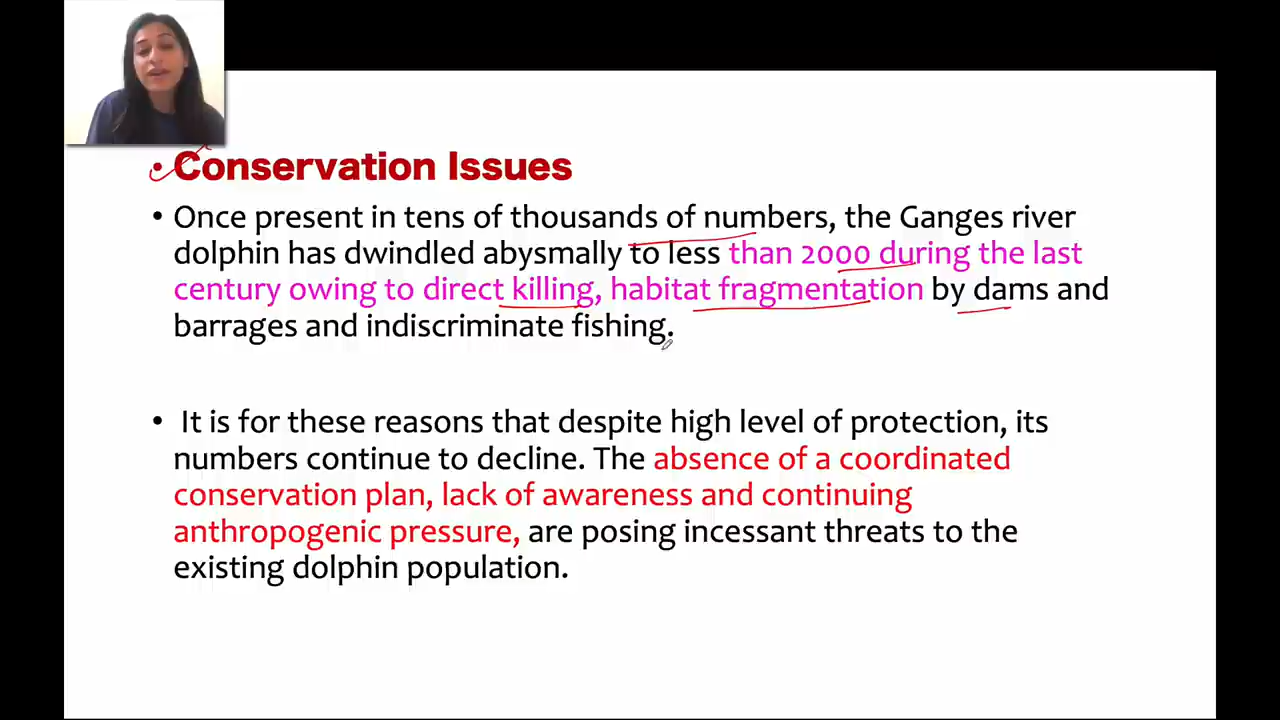 • Conservation Issues
• Once present in tens of thousands of numbers, the Ganges river
dolphin has dwindled abysmally to less than 2000 during the last
century owing to direct killing, habitat fragmentation by dams and
barrages and indiscriminate fishing.
• It is for these reasons that despite high level of protection, its
numbers continue to decline. The absence of a coordinated
conservation plan, lack of awareness and continuing
anthropogenic pressure, are posing incessant threats to the
existing dolphin population.